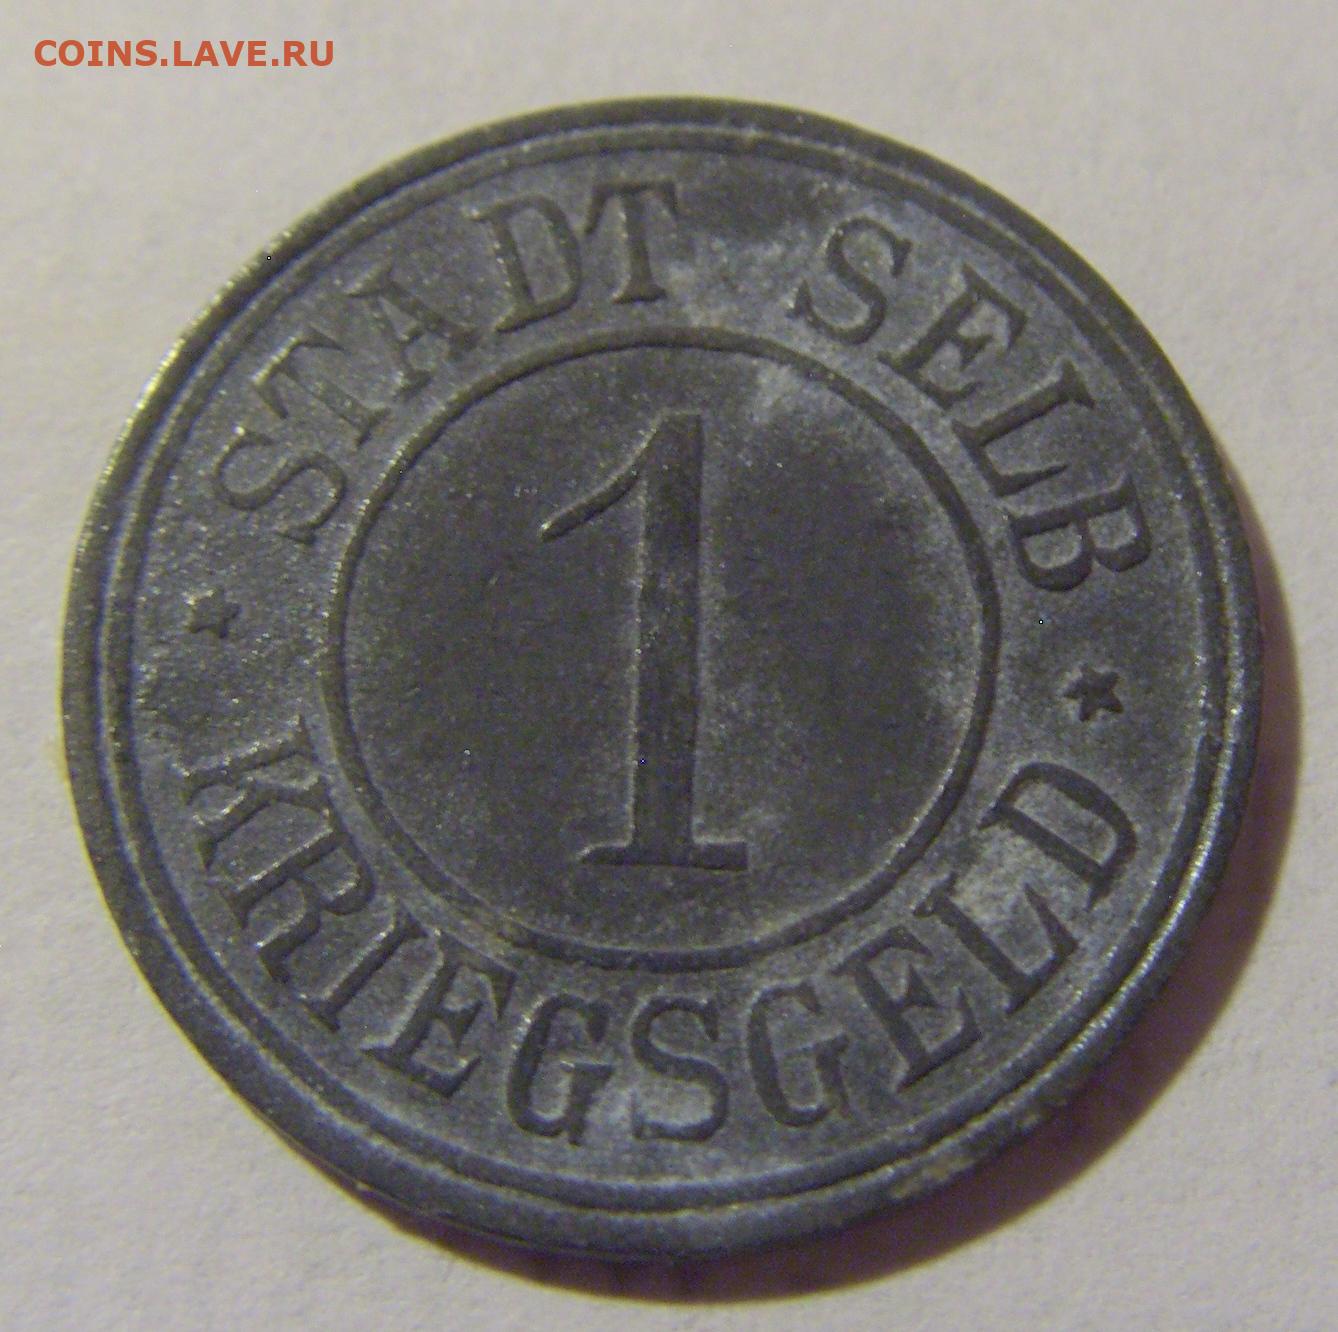 COINS.LAVE.RU
STADT SELB
1
KRIEGSGELD